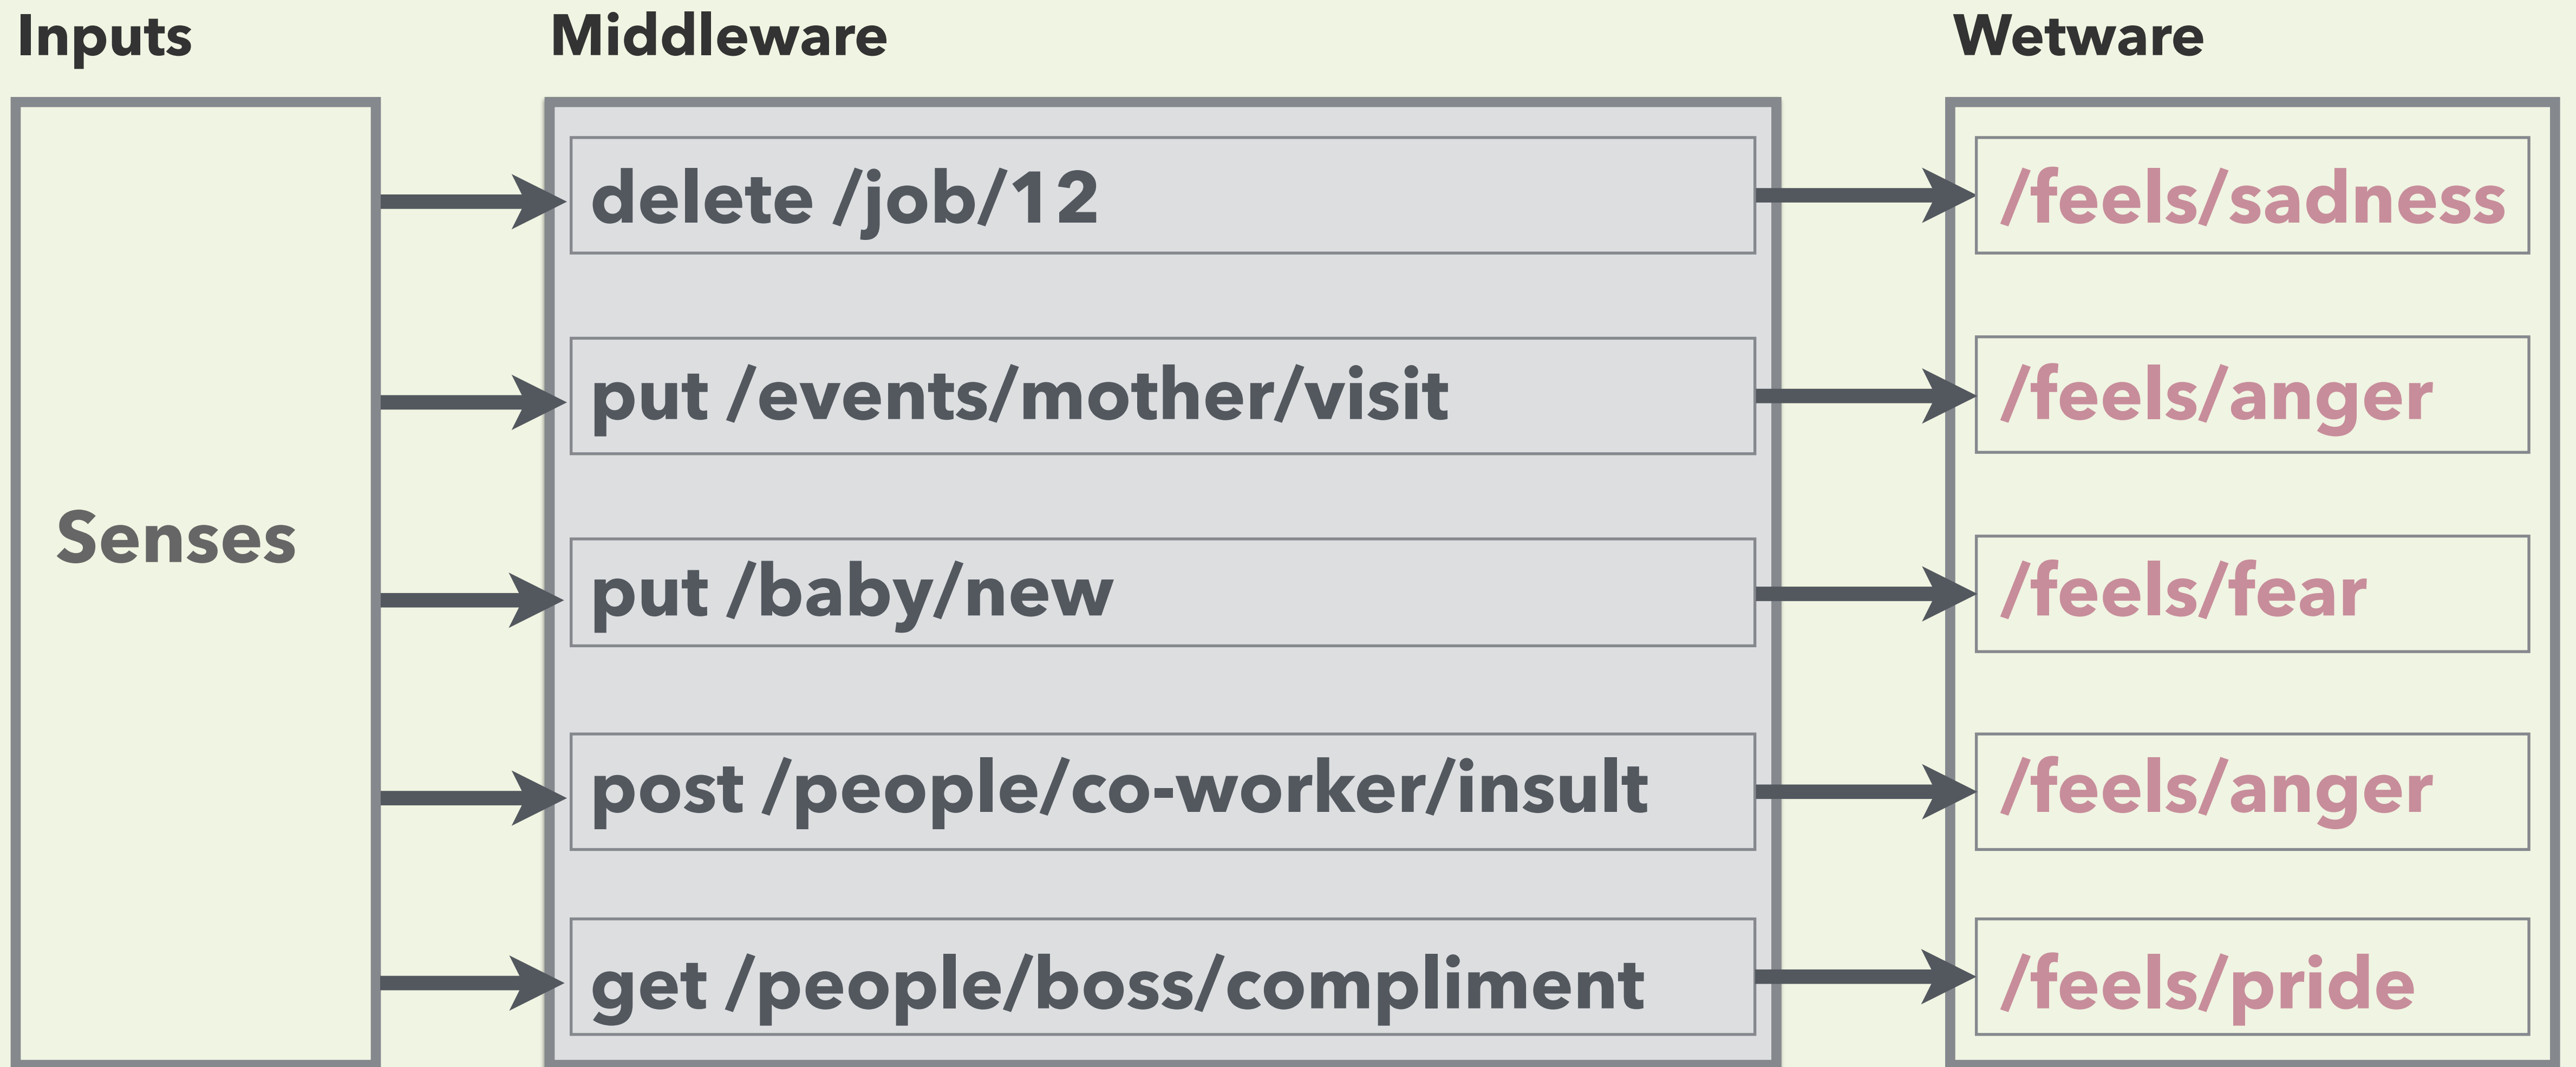 Inputs
Middleware
Wetware
Senses
delete /job/12
/feels/sadness
put /events/mother/visit
/feels/anger
put /baby/new
/feels/fear
post /people/co-worker/insult
/feels/anger
get /people/boss/compliment
/feels/pride